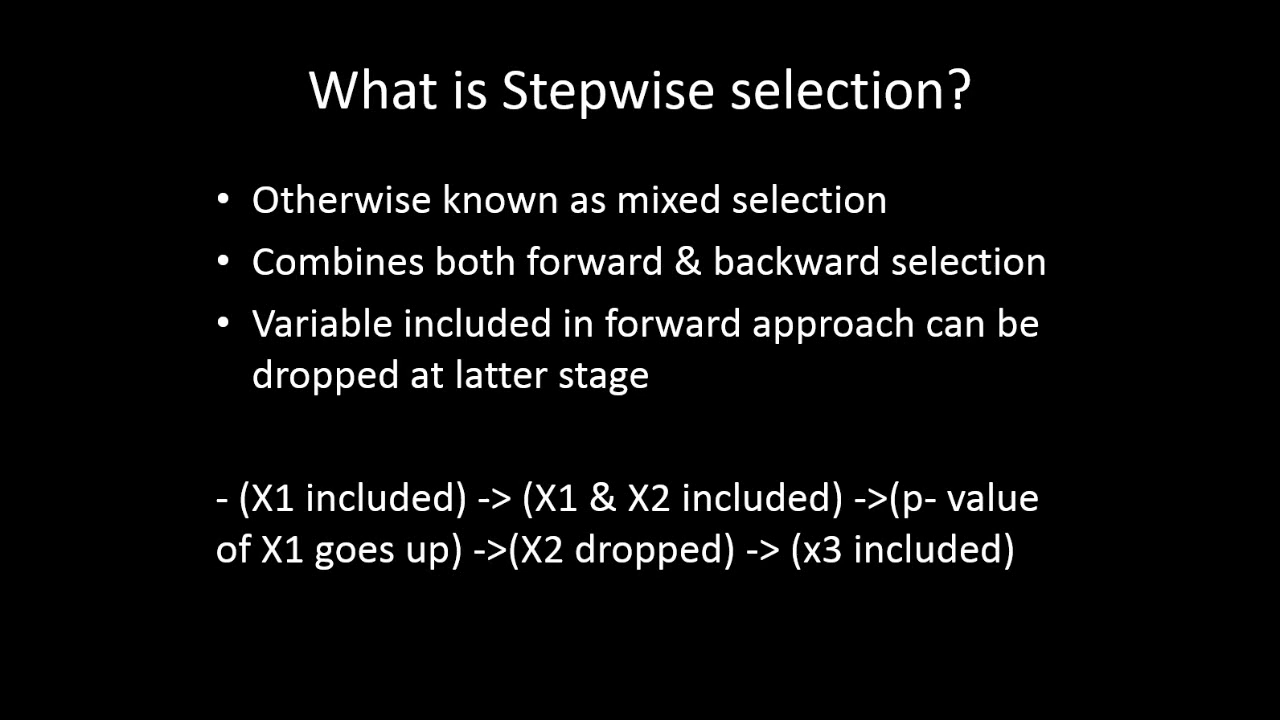 What is Stepwise selection?
• Otherwise known as mixed selection
• Combines both forward & backward selection
• Variable included in forward approach can be
dropped at latter stage
- (X1 included) -> (X1 & X2 included) ->(p- value
of X1 goes up) ->(X2 dropped) -> (x3 included)